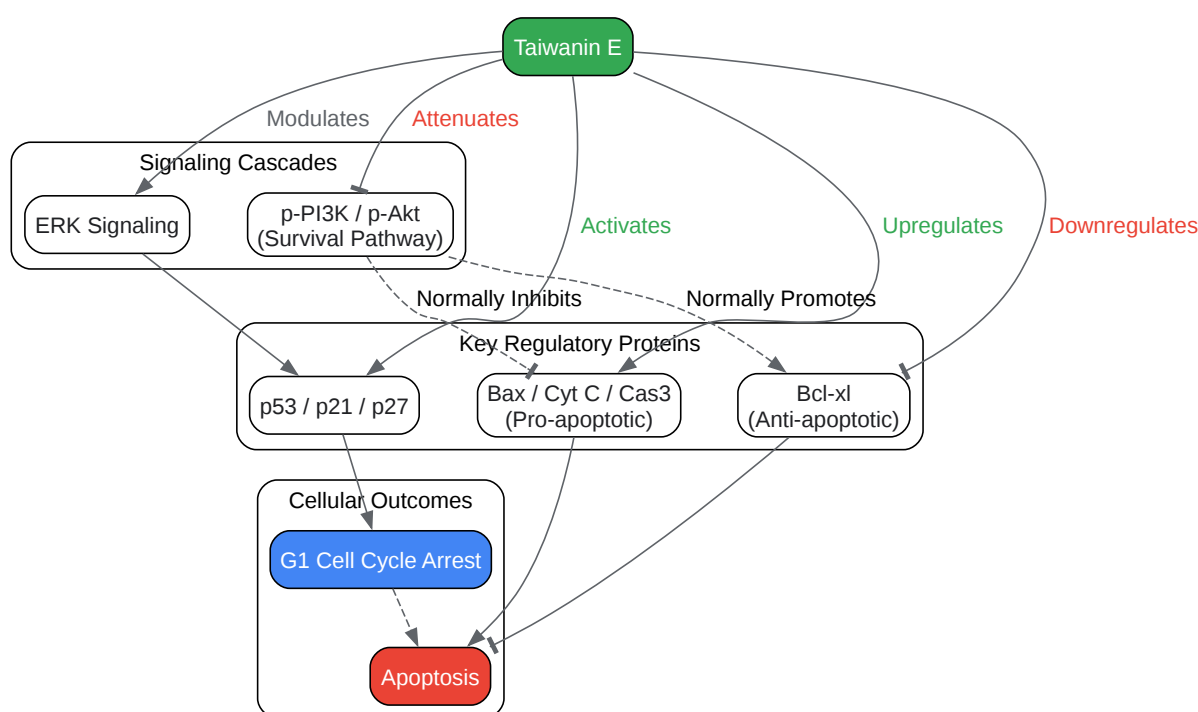 Taiwanin E
Modulates
Attenuates
Signaling Cascades
ERK Signaling
p-PI3K / p-Akt
(Survival Pathway)
Activates
Upregulates
Downregulates
Normally Inhibits
Normally Promotes
Key Regulatory Proteins
p53 / p21 / p27
Bax / Cyt C / Cas3
(Pro-apoptotic)
Bcl-xl
(Anti-apoptotic)
Cellular Outcomes
G1 Cell Cycle Arrest
Apoptosis